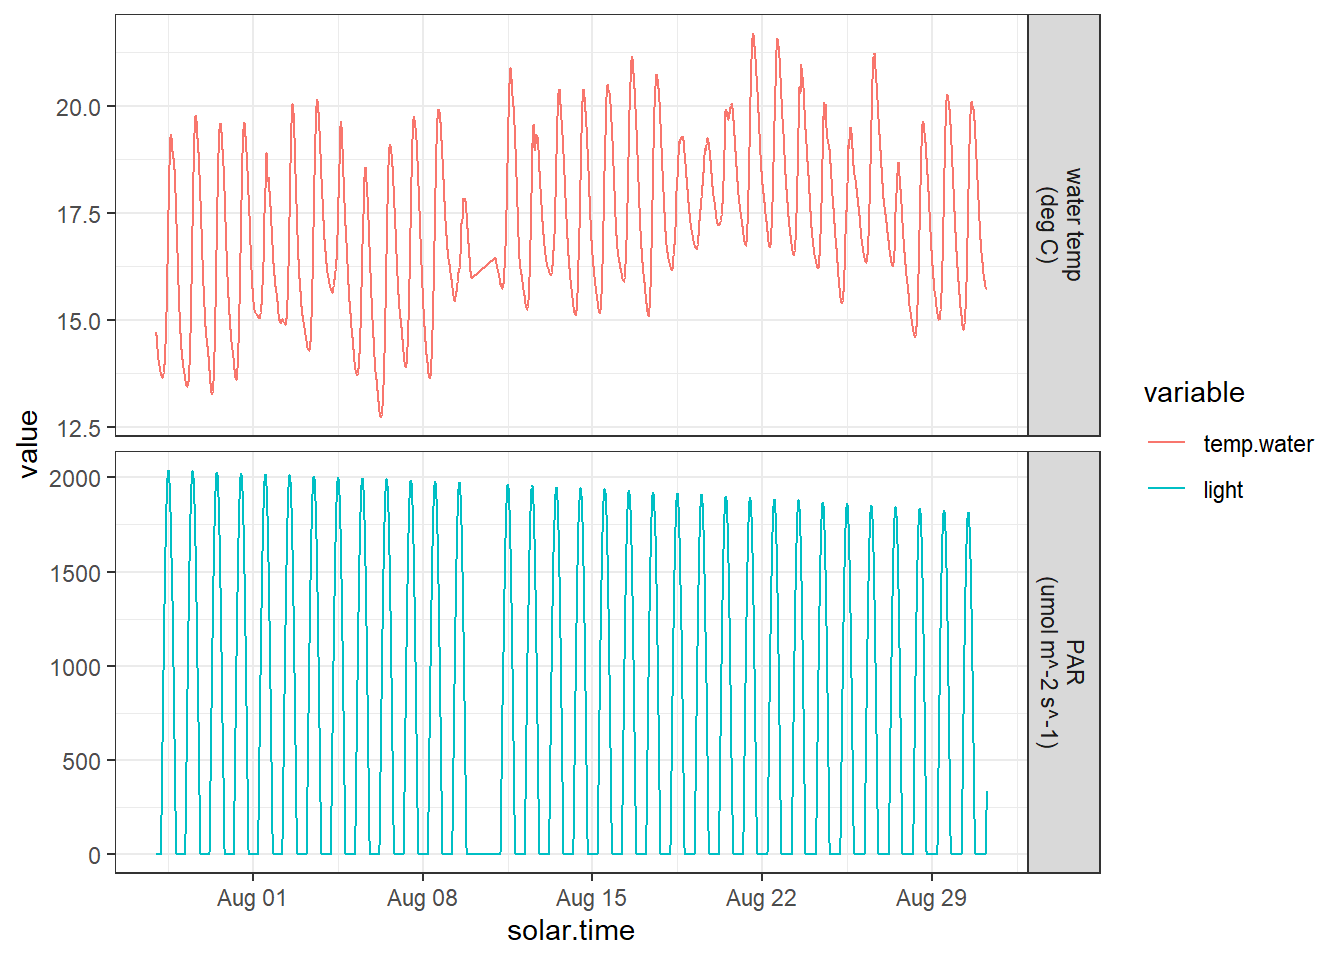 value
20.0
17.5
15.0
12.5
water temp
(deg C)
2000
1500
1000
500
0
PAR
(umol m^-2 s^-1)
Aug 01
Aug 08
Aug 15
Aug 22
Aug 29
solar.time
variable
temp.water
light